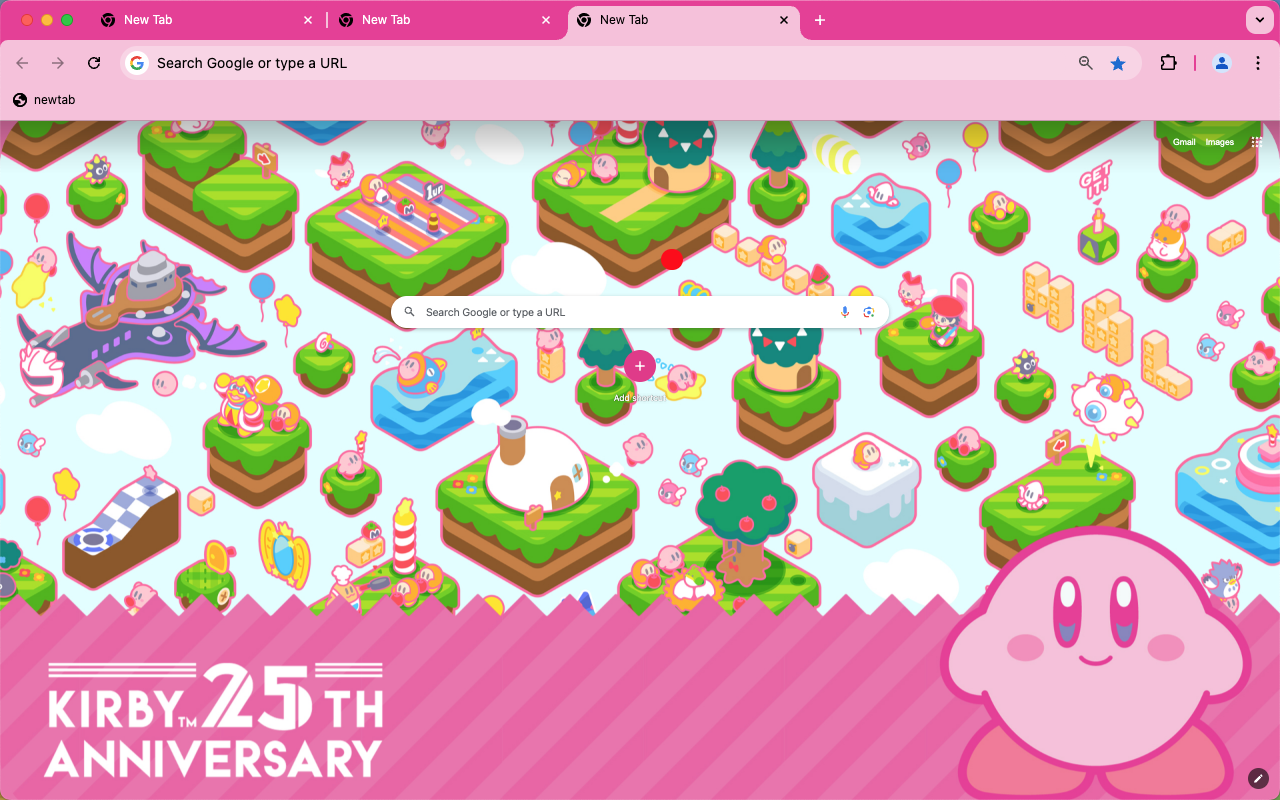 New Tab
New Tab
New Tab
Search Google or type a URL
newtab
Gmail
Images
GET IT!
1UP
Search Google or type a URL
Add shortcut
KIRBY™ 25TH
ANNIVERSARY